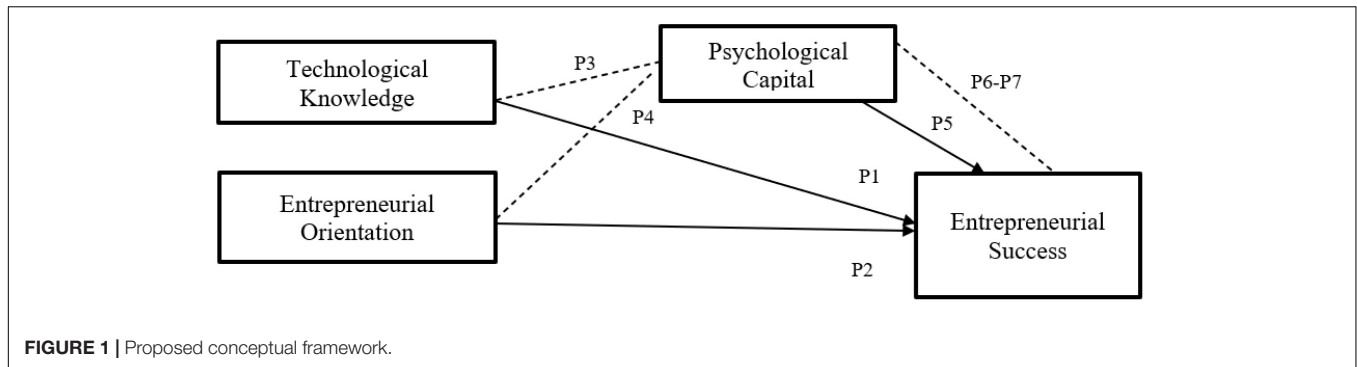 Technological
Knowledge
P3
Psychological
Capital
P6-P7
P4
P5
P1
Entrepreneurial
Orientation
Entrepreneurial
Success
P2
FIGURE 1 | Proposed conceptual framework.